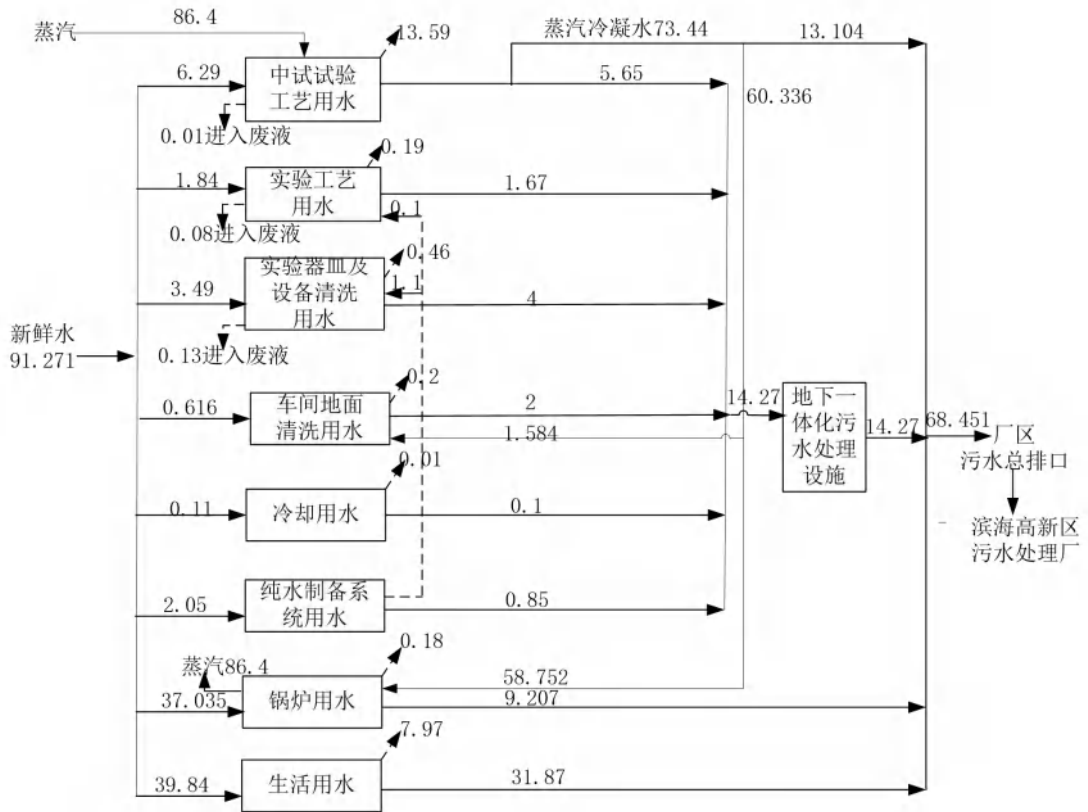 86.4
蒸汽
13.59
蒸汽冷凝水73.44
13.104
6.29
中试试验
工艺用水
5.65
60.336
0.01进入废液
0.19
1.84
实验工艺
用水
1.67
0.1
0.08进入废液
0.46
实验器皿及
设备清洗
用水
1.1
3.49
4
新鲜水
91.271
0.13进入废液
0.2
0.616
车间地面
清洗用水
2
1.584
14.27
地下一
体化污
水处理
设施
14.27
68.451
厂区
污水总排口
0.01
0.11
冷却用水
0.1
滨海高新区
污水处理厂
2.05
纯水制备系
统用水
0.85
0.18
蒸汽86.4
37.035
锅炉用水
58.752
9.207
7.97
39.84
生活用水
31.87